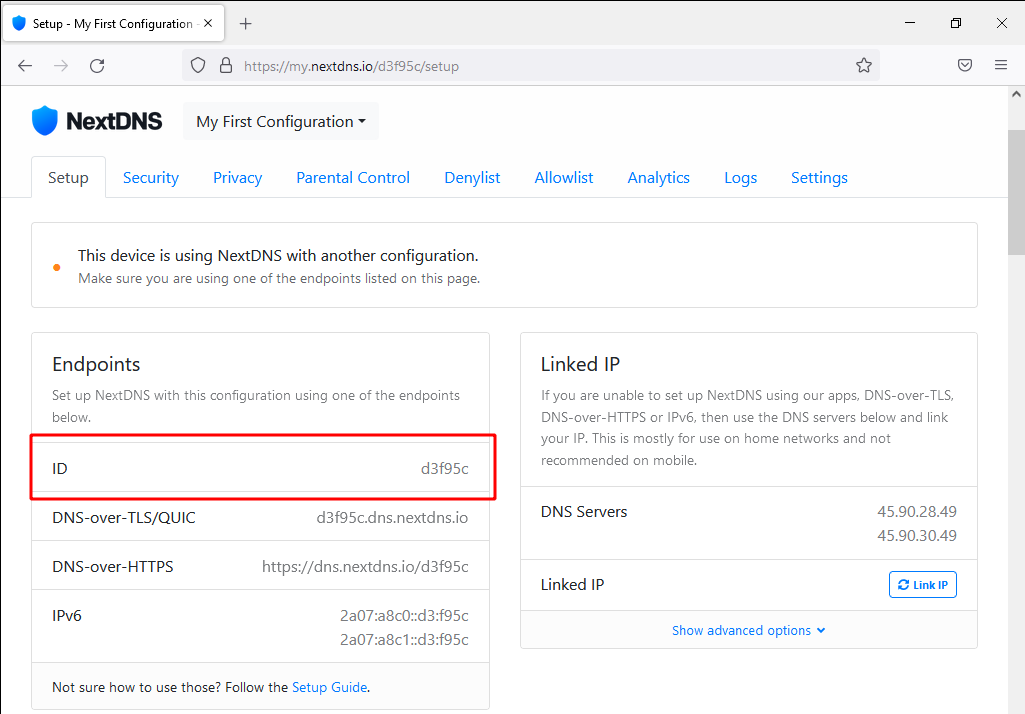 Setup - My First Configuration -
https://my.nextdns.io/d3f95c/setup
NextDNS
My First Configuration
Setup Security Privacy Parental Control Denylist Allowlist Analytics Logs Settings
This device is using NextDNS with another configuration.
Make sure you are using one of the endpoints listed on this page.
Endpoints
Set up NextDNS with this configuration using one of the endpoints
below.
ID d3f95c
DNS-over-TLS/QUIC d3f95c.dns.nextdns.io
DNS-over-HTTPS https://dns.nextdns.io/d3f95c
IPv6 2a07:a8c0::d3:f95c
2a07:a8c1::d3:f95c
Not sure how to use those? Follow the Setup Guide.
Linked IP
If you are unable to set up NextDNS using our apps, DNS-over-TLS,
DNS-over-HTTPS or IPv6, then use the DNS servers below and link
your IP. This is mostly for use on home networks and not
recommended on mobile.
DNS Servers 45.90.28.49
45.90.30.49
Linked IP Link IP
Show advanced options